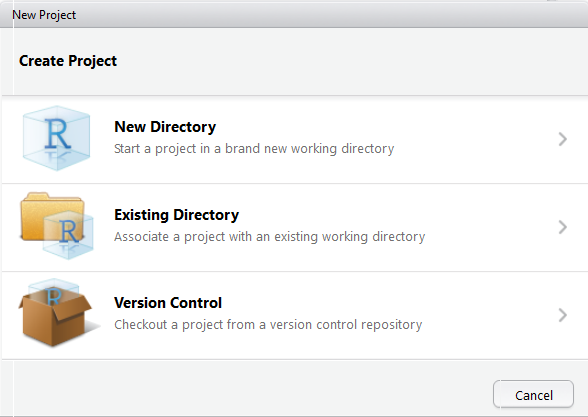 New Project
Create Project
R
New Directory
Start a project in a brand new working directory
R
Existing Directory
Associate a project with an existing working directory
R
Version Control
Checkout a project from a version control repository
Cancel